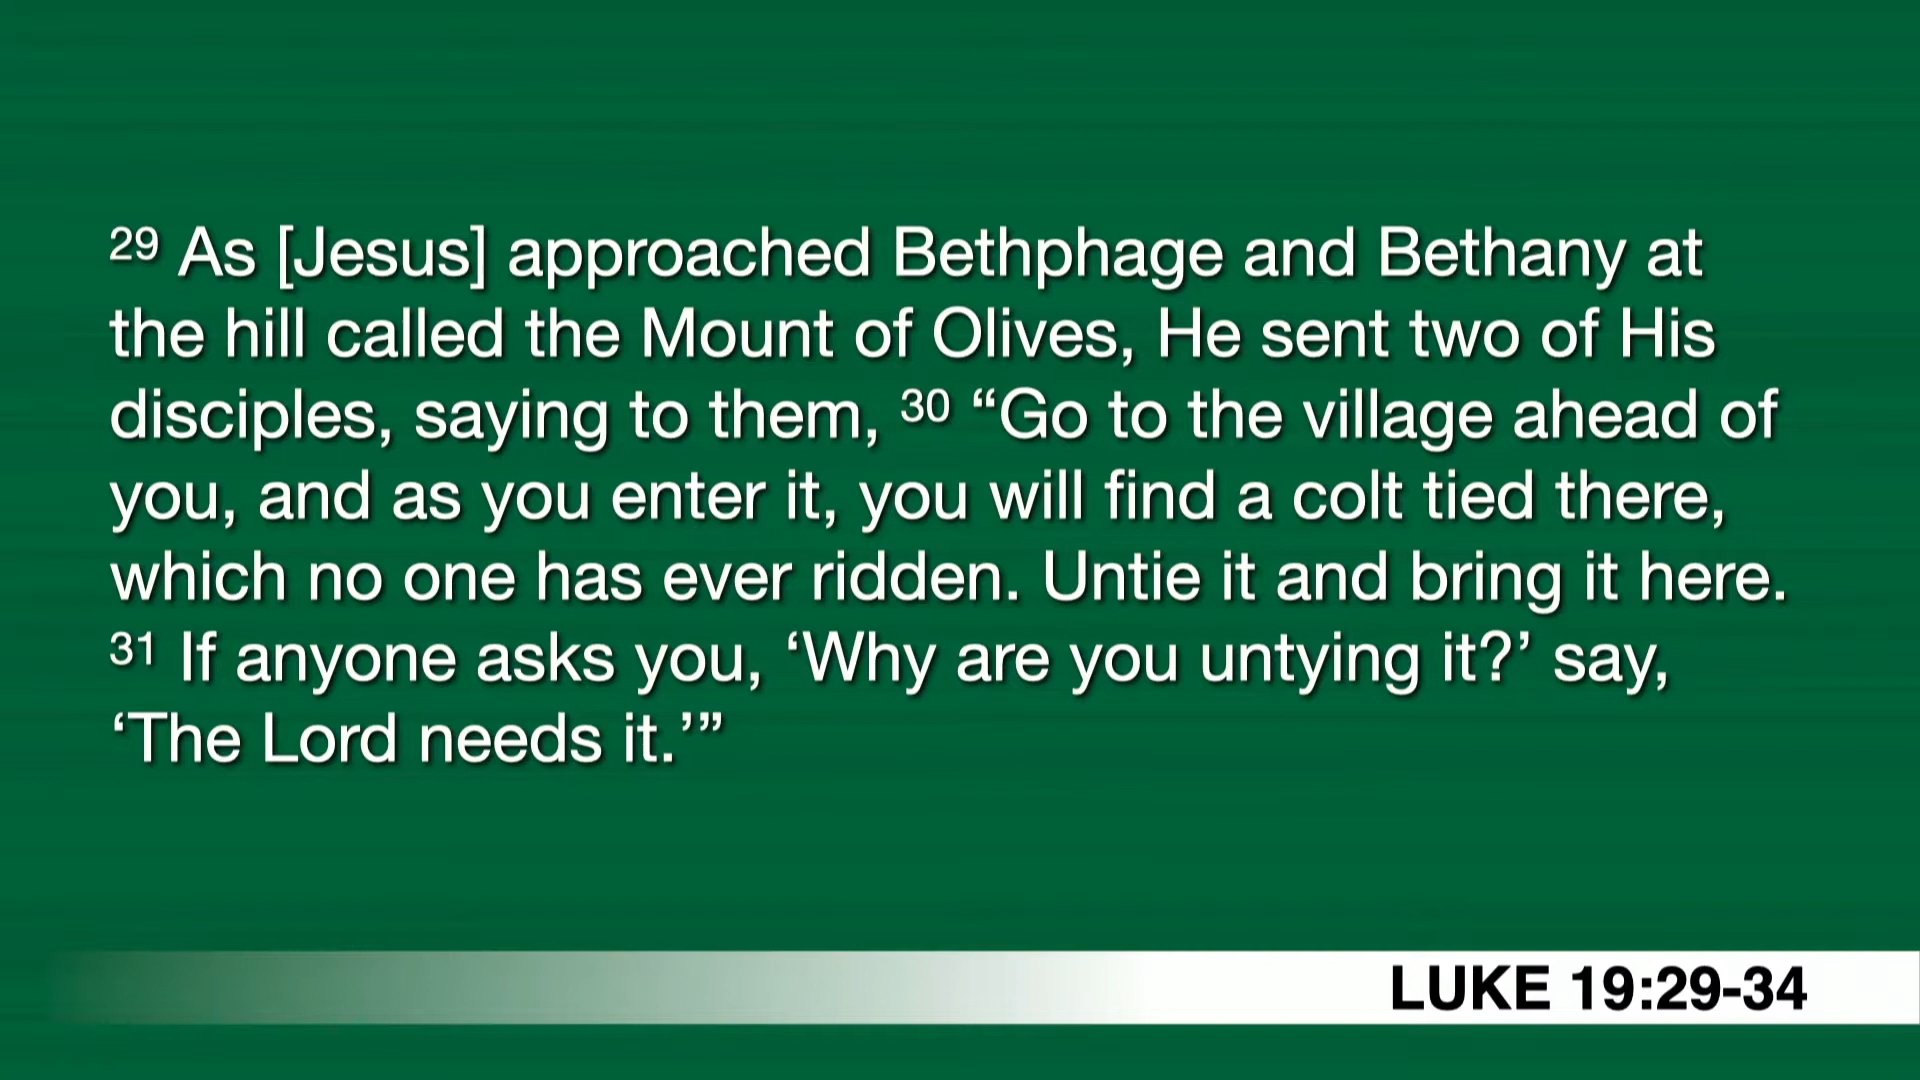 29 As [Jesus] approached Bethphage and Bethany at
the hill called the Mount of Olives, He sent two of His
disciples, saying to them, 30 “Go to the village ahead of
you, and as you enter it, you will find a colt tied there,
which no one has ever ridden. Untie it and bring it here.
31 If anyone asks you, ‘Why are you untying it?’ say,
‘The Lord needs it.’”
LUKE 19:29-34